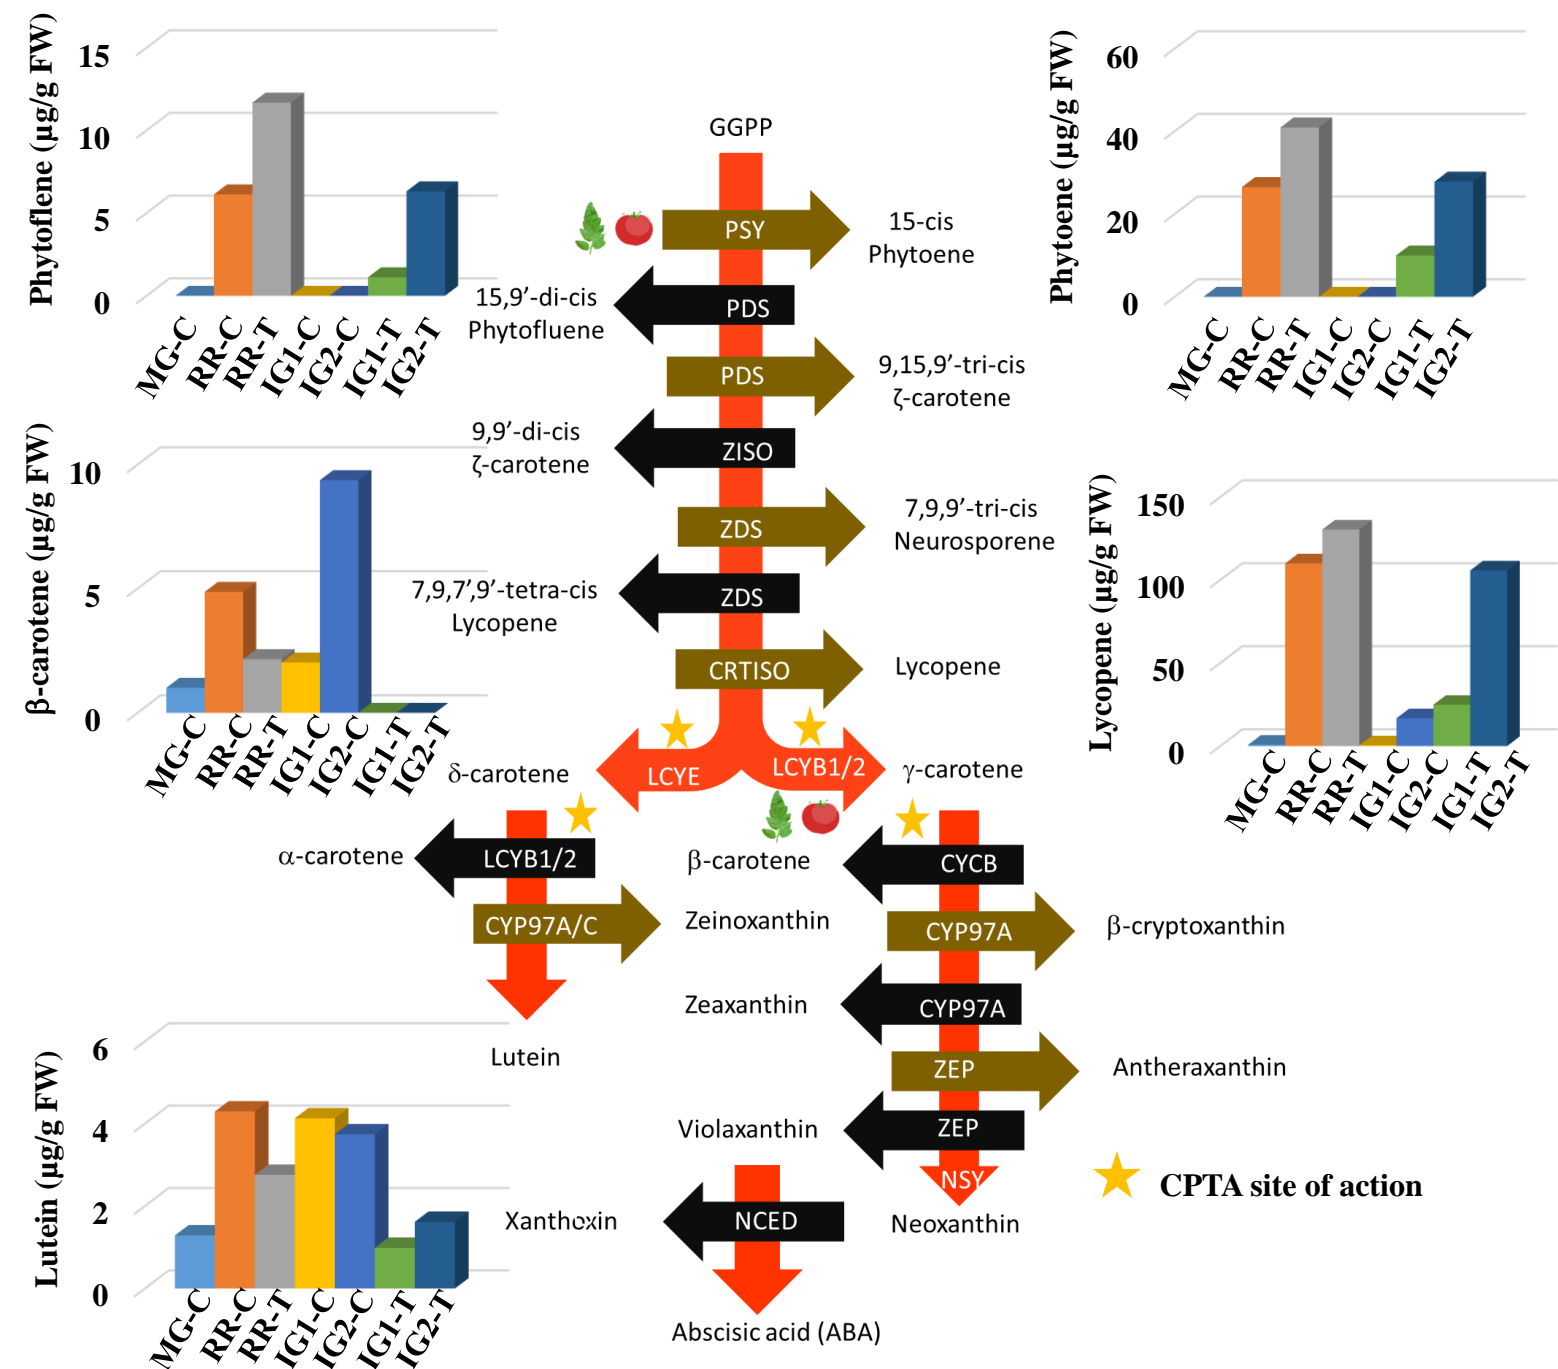 Phytoflene (µg/g FW)
15
10
5
0
MG-C
RR-C
RR-T
IG1-C
IG2-C
IG1-T
IG2-T
Phytoene (µg/g FW)
60
40
20
0
MG-C
RR-C
RR-T
IG1-C
IG2-C
IG1-T
IG2-T
GGPP
PSY
15-cis
Phytoene
15,9’-di-cis
Phytofluene
PDS
PDS
9,15,9’-tri-cis
ζ-carotene
9,9’-di-cis
ζ-carotene
ZISO
ZDS
7,9,9’-tri-cis
Neurosporene
7,9,7’,9’-tetra-cis
Lycopene
ZDS
CRTISO
Lycopene
β-carotene (µg/g FW)
10
5
0
MG-C
RR-C
RR-T
IG1-C
IG2-C
IG1-T
IG2-T
Lycopene (µg/g FW)
150
100
50
0
MG-C
RR-C
RR-T
IG1-C
IG2-C
IG1-T
IG2-T
δ-carotene
LCYE
LCYB1/2
γ-carotene
α-carotene
LCYB1/2
β-carotene
CYCB
CYP97A/C
Zeinoxanthin
CYP97A
β-cryptoxanthin
Zeaxanthin
CYP97A
Lutein
ZEP
Antheraxanthin
Violaxanthin
ZEP
NSY
Neoxanthin
Xanthoxin
NCED
Abscisic acid (ABA)
CPTA site of action
Lutein (µg/g FW)
6
4
2
0
MG-C
RR-C
RR-T
IG1-C
IG2-C
IG1-T
IG2-T